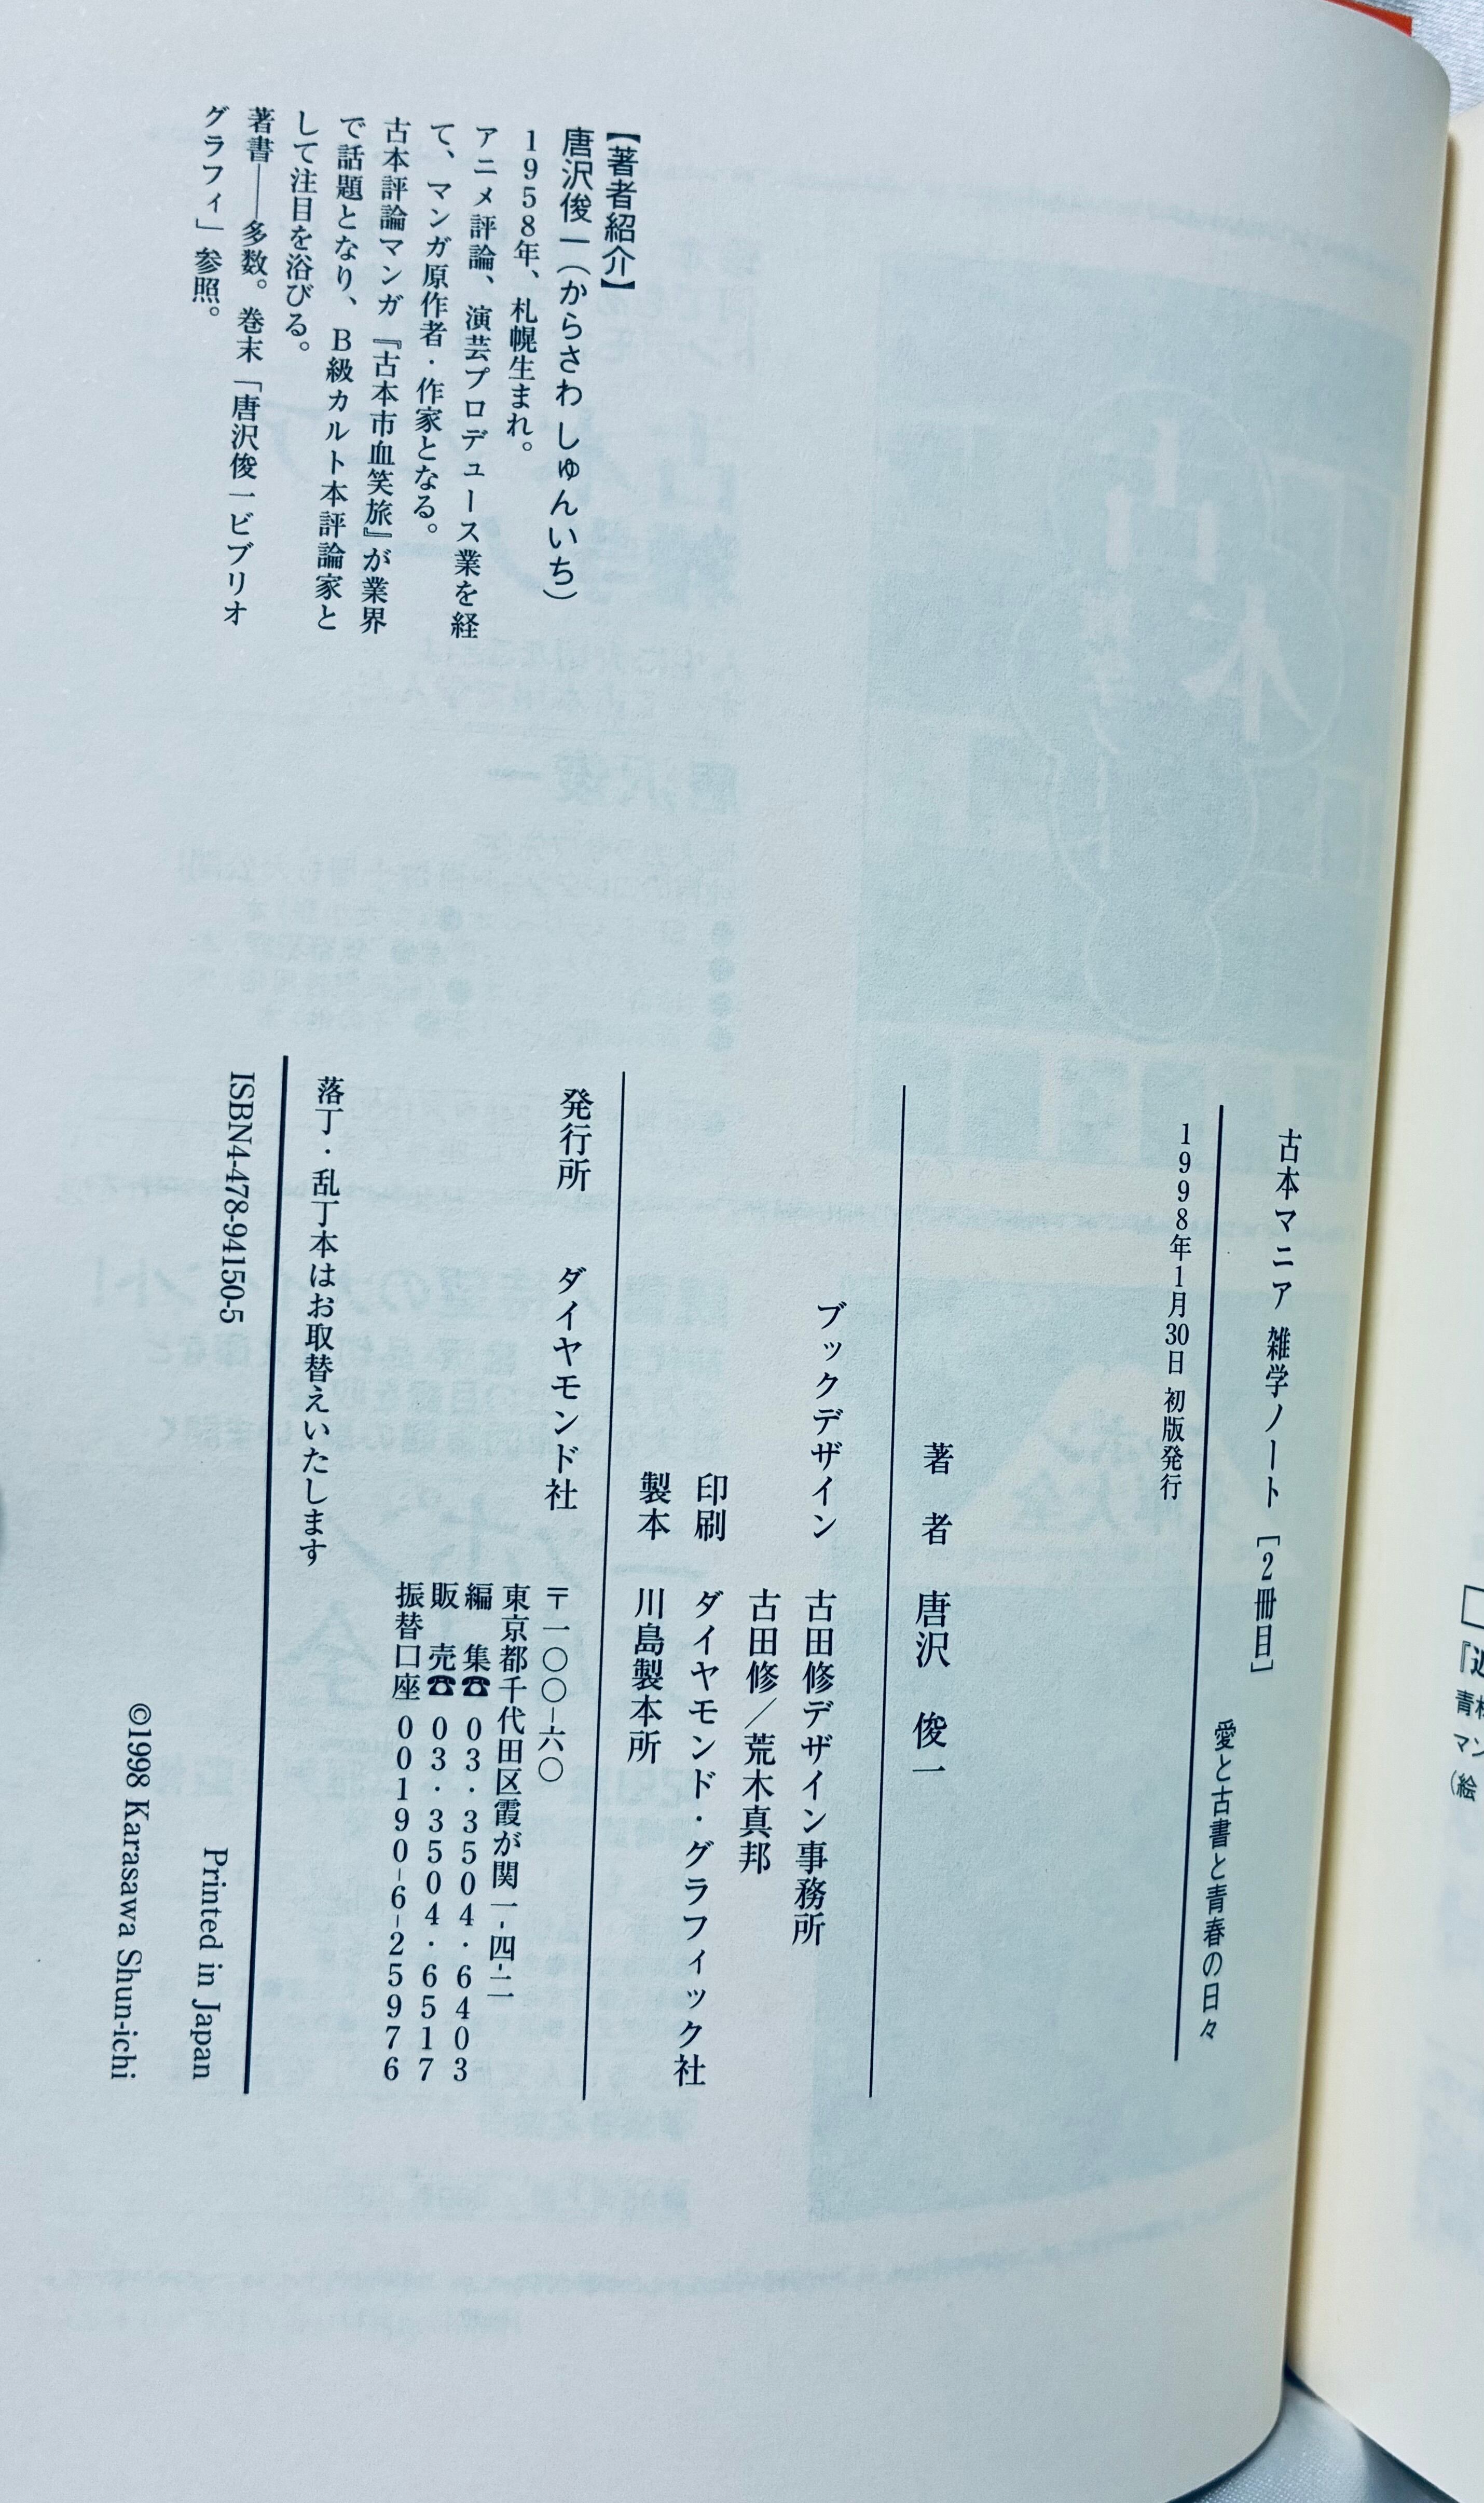 【著者紹介】
唐沢俊一(からさわ しゅんいち)
1958年、札幌生まれ。
アニメ評論、演芸プロデュース業を経
て、マンガ原作者・作家となる。
古本評論マンガ『古本市血笑旅』が業界
で話題となり、B級カルト本評論家と
して注目を浴びる。
著書――多数。巻末「唐沢俊一ビブリオ
グラフィ」参照。
古本マニア 雑学ノート[2冊目]
愛と古書と青春の日々
1998年1月30日 初版発行
著 者 唐沢 俊一
ブックデザイン 古田修デザイン事務所
古田修/荒木真邦
印刷 ダイヤモンド・グラフィック社
製本 川島製本所
発行所 ダイヤモンド社
〒一〇〇-六〇
東京都千代田区霞が関一-四-二
編 集☎03・3504・6403
販 売☎03・3504・6517
振替口座 00190-6-25976
落丁・乱丁本はお取替えいたします
ISBN4-478-94150-5
Printed in Japan
©1998 Karasawa Shun-ichi
青
マン
(絵